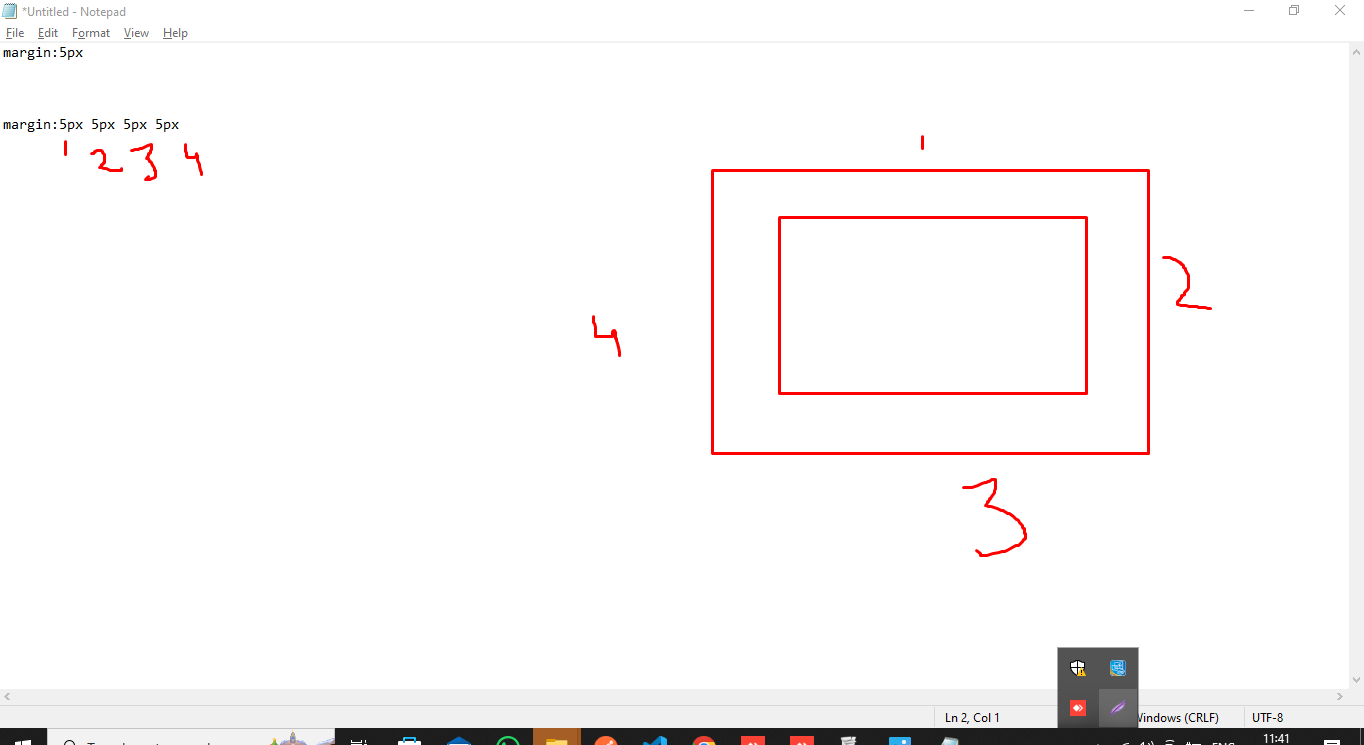 *Untitled - Notepad
File Edit Format View Help
margin:5px
margin:5px 5px 5px 5px
1 2 3 4
1
2
4
3
Ln 2, Col 1
Windows (CRLF)
UTF-8
11:41